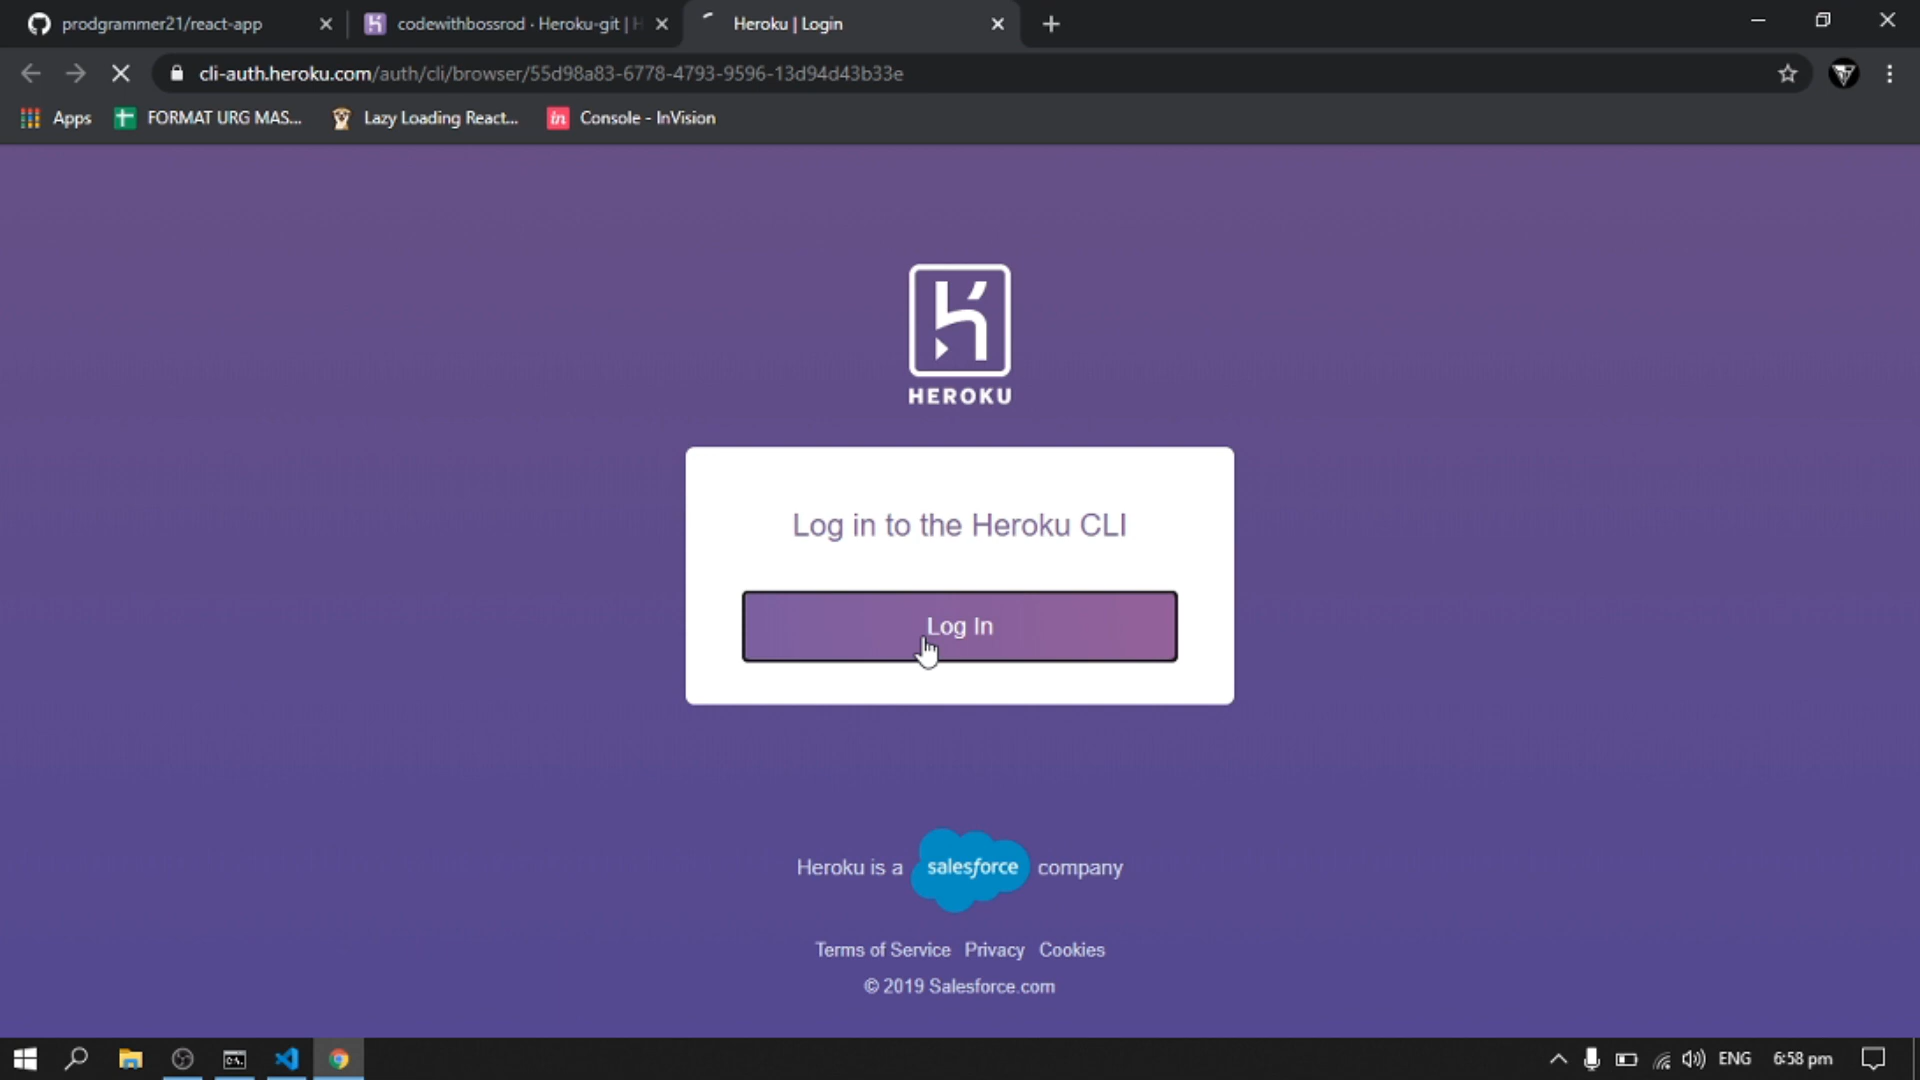 prodgrammer21/react-app
codewithbossrod · Heroku-git |
Heroku | Login
cli-auth.heroku.com/auth/cli/browser/55d98a83-6778-4793-9596-13d94d43b33e
Apps
FORMAT URG MAS...
Lazy Loading React...
in
Console - InVision
HEROKU
Log in to the Heroku CLI
Log In
Heroku is a salesforce company
Terms of Service Privacy Cookies
© 2019 Salesforce.com
ENG
6:58 pm